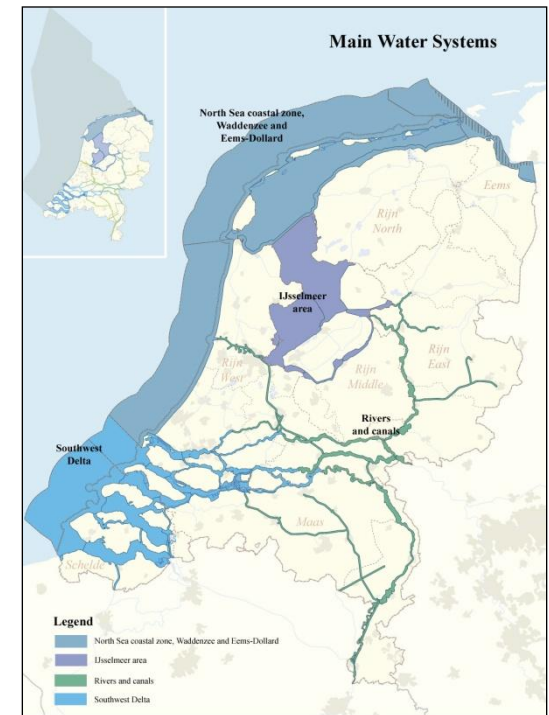 Main Water Systems
North Sea coastal zone,
Waddenzee and
Eems-Dollard
Eems
Rijn
North
IJsselmeer
area
Rijn
West
Rijn
Middle
Rijn
East
Rivers
and canals
Southwest
Delta
Maas
Schelde
Legend
North Sea coastal zone, Waddenzee and Eems-Dollard
IJsselmeer area
Rivers and canals
Southwest Delta